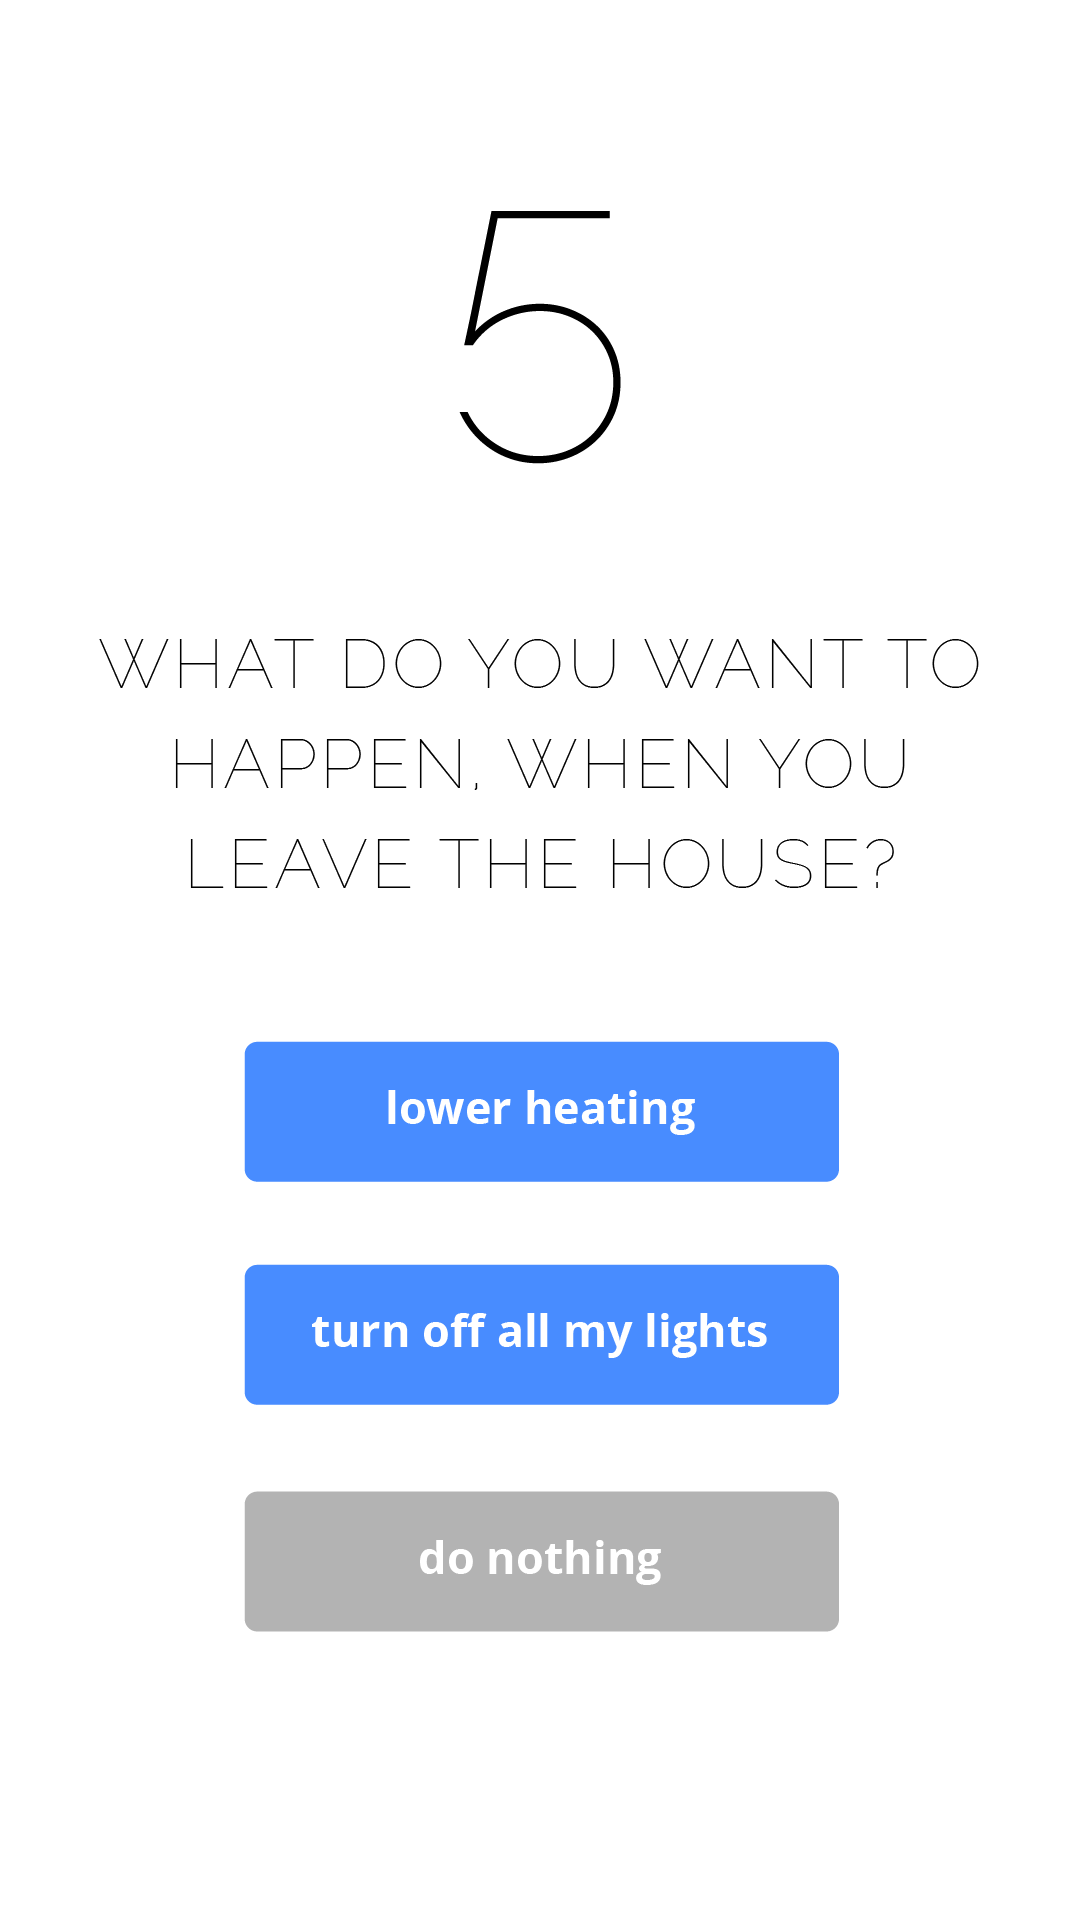 5
WHAT DO YOU WANT TO
HAPPEN, WHEN YOU
LEAVE THE HOUSE?
lower heating
turn off all my lights
do nothing